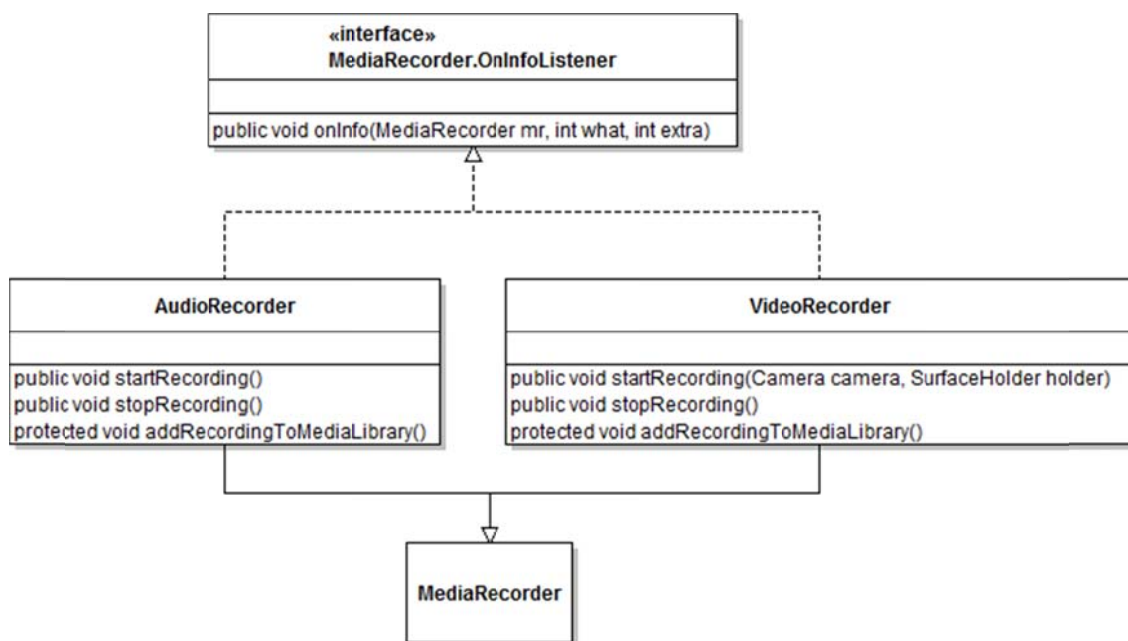 «interface»
MediaRecorder.OnInfoListener
public void onInfo(MediaRecorder mr, int what, int extra)
AudioRecorder
public void startRecording()
public void stopRecording()
protected void addRecordingToMediaLibrary()
VideoRecorder
public void startRecording(Camera camera, SurfaceHolder holder)
public void stopRecording()
protected void addRecordingToMediaLibrary()
MediaRecorder